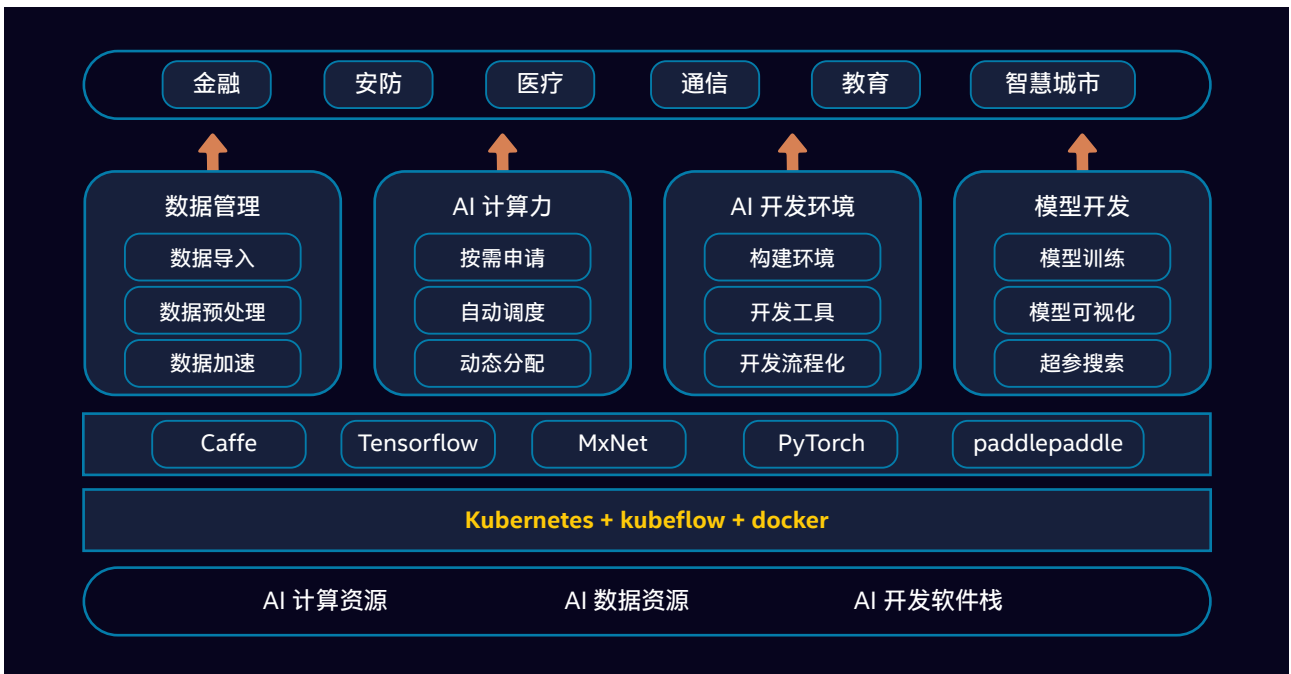 金融 安防 医疗 通信 教育 智慧城市
数据管理
数据导入
数据预处理
数据加速
AI 计算力
按需申请
自动调度
动态分配
AI 开发环境
构建环境
开发工具
开发流程化
模型开发
模型训练
模型可视化
超参搜索
Caffe Tensorflow MxNet PyTorch paddlepaddle
Kubernetes + kubeflow + docker
AI 计算资源 AI 数据资源 AI 开发软件栈